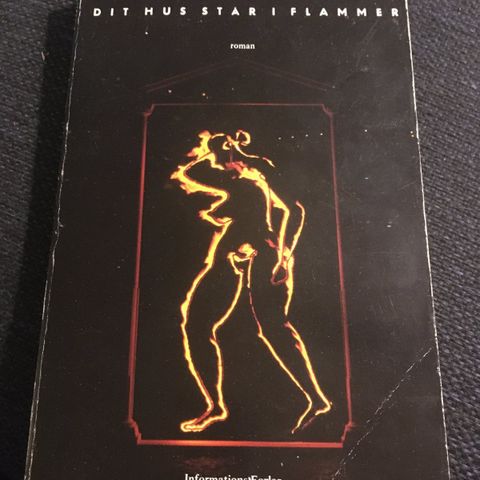 DIT HUS STÅR I FLAMMER
roman
Informations Forlag